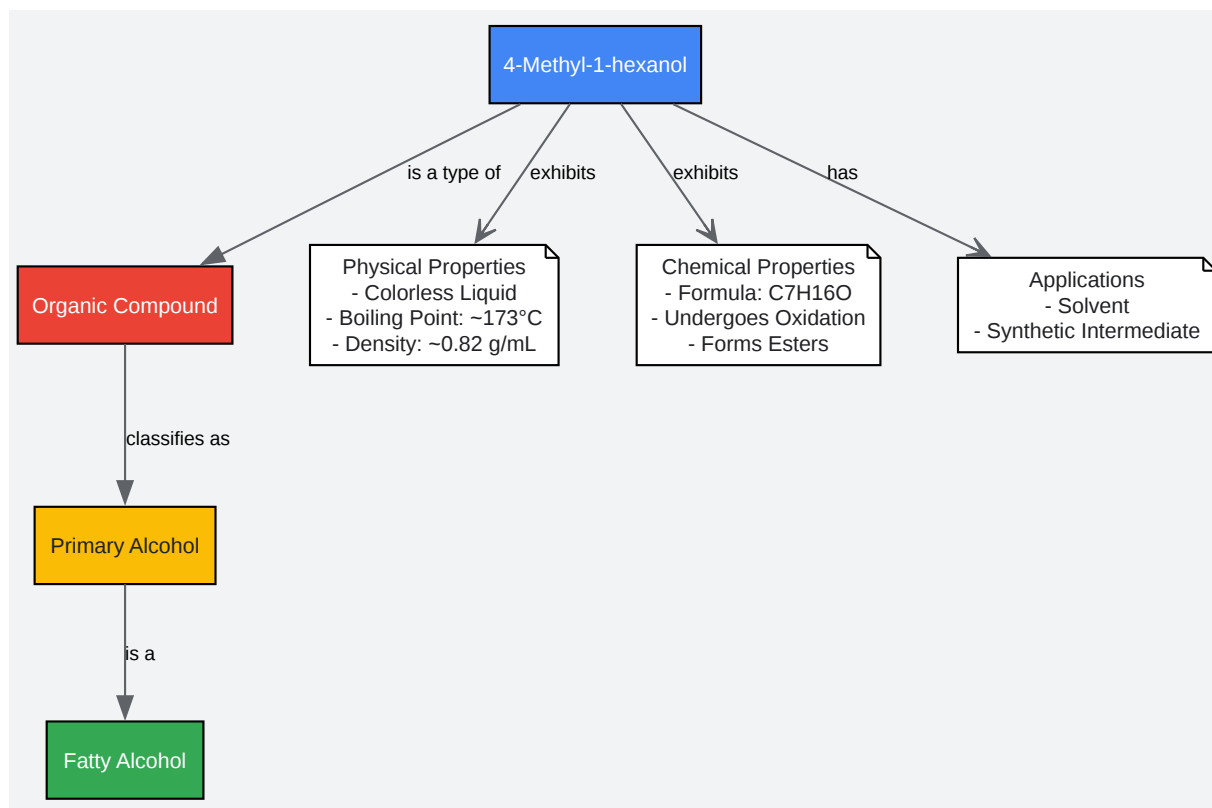 4-Methyl-1-hexanol
is a type of
exhibits
exhibits
has
Organic Compound
Physical Properties
- Colorless Liquid
- Boiling Point: ~173°C
- Density: ~0.82 g/mL
Chemical Properties
- Formula: C7H16O
- Undergoes Oxidation
- Forms Esters
Applications
- Solvent
- Synthetic Intermediate
classifies as
Primary Alcohol
is a
Fatty Alcohol